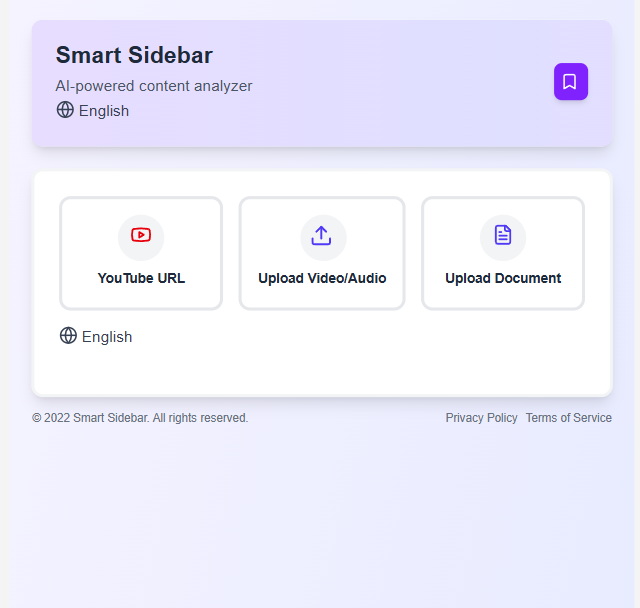 Smart Sidebar
AI-powered content analyzer
English
YouTube URL
Upload Video/Audio
Upload Document
English
© 2022 Smart Sidebar. All rights reserved.
Privacy Policy Terms of Service